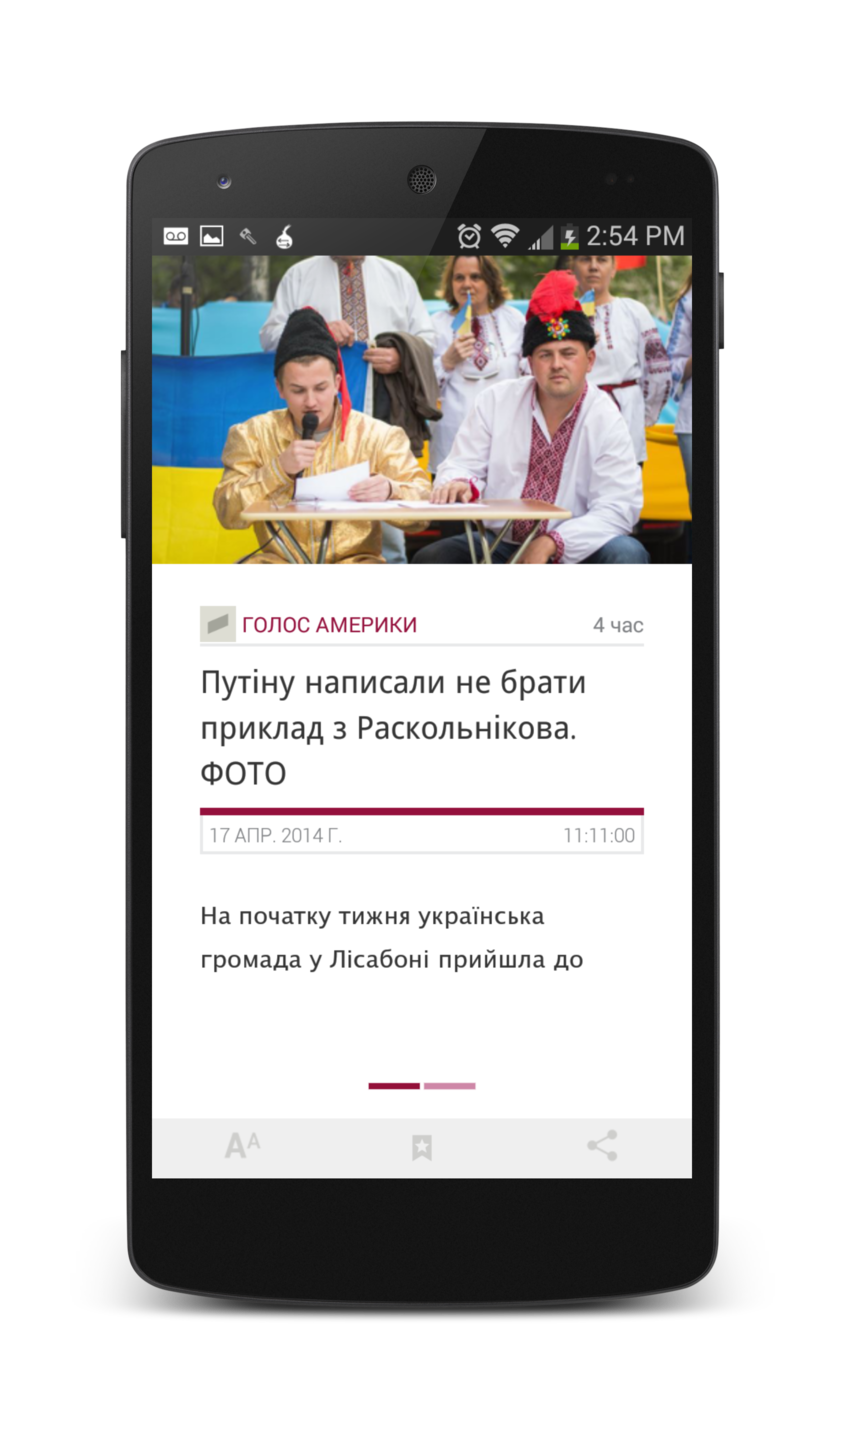 2:54 PM
ГОЛОС АМЕРИКИ 4 час
Путіну написали не брати
приклад з Раскольнікова.
ФОТО
17 АПР. 2014 Г. 11:11:00
На початку тижня українська
громада у Лісабоні прийшла до
AA